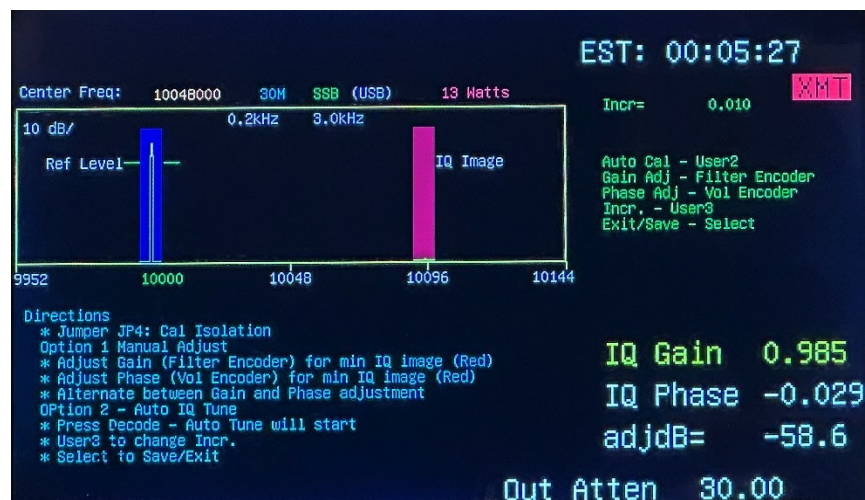 EST: 00:05:27
Center Freq: 10048000 30M SSB (USB) 13 Watts
XMT
Incr= 0.010
10 dB/ 0.2kHz 3.0kHz
Ref Level
IQ Image
Auto Cal - User2
Gain Adj - Filter Encoder
Phase Adj - Vol Encoder
Incr. - User3
Exit/Save - Select
9952 10000 10048 10096 10144
Directions
* Jumper JP4: Cal Isolation
Option 1 Manual Adjust
* Adjust Gain (Filter Encoder) for min IQ image (Red)
* Adjust Phase (Vol Encoder) for min IQ image (Red)
* Alternate between Gain and Phase adjustment
OPtion 2 - Auto IQ Tune
* Press Decode - Auto Tune will start
* User3 to change Incr.
* Select to Save/Exit
IQ Gain 0.985
IQ Phase -0.029
adjdB= -58.6
Out Atten 30.00